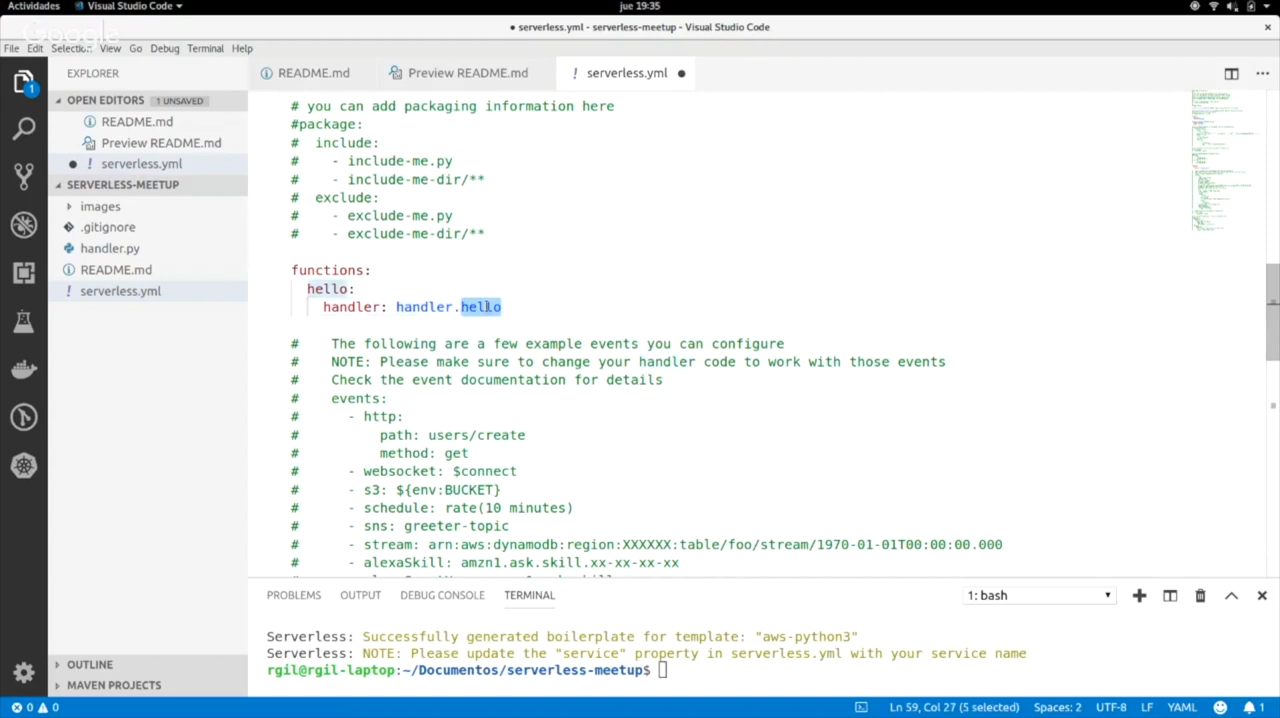 Actividades Visual Studio Code jue 19:35
● serverless.yml - serverless-meetup - Visual Studio Code
Google
File Edit Selection View Go Debug Terminal Help
EXPLORER
README.md Preview README.md ! serverless.yml
OPEN EDITORS 1 UNSAVED
README.md
Preview README.md
! serverless.yml
SERVERLESS-MEETUP
images
.gitignore
handler.py
README.md
! serverless.yml
OUTLINE
MAVEN PROJECTS
1
# you can add packaging information here
#package:
#  include:
#    - include-me.py
#    - include-me-dir/**
#  exclude:
#    - exclude-me.py
#    - exclude-me-dir/**
functions:
  hello:
    handler: handler.hello
#    The following are a few example events you can configure
#    NOTE: Please make sure to change your handler code to work with those events
#    Check the event documentation for details
#    events:
#      - http:
#          path: users/create
#          method: get
#      - websocket: $connect
#      - s3: ${env:BUCKET}
#      - schedule: rate(10 minutes)
#      - sns: greeter-topic
#      - stream: arn:aws:dynamodb:region:XXXXXX:table/foo/stream/1970-01-01T00:00:00.000
#      - alexaSkill: amzn1.ask.skill.xx-xx-xx-xx
PROBLEMS OUTPUT DEBUG CONSOLE TERMINAL 1: bash
Serverless: Successfully generated boilerplate for template: "aws-python3"
Serverless: NOTE: Please update the "service" property in serverless.yml with your service name
rgil@rgil-laptop:~/Documentos/serverless-meetup$
0 0 Ln 59, Col 27 (5 selected) Spaces: 2 UTF-8 LF YAML 1